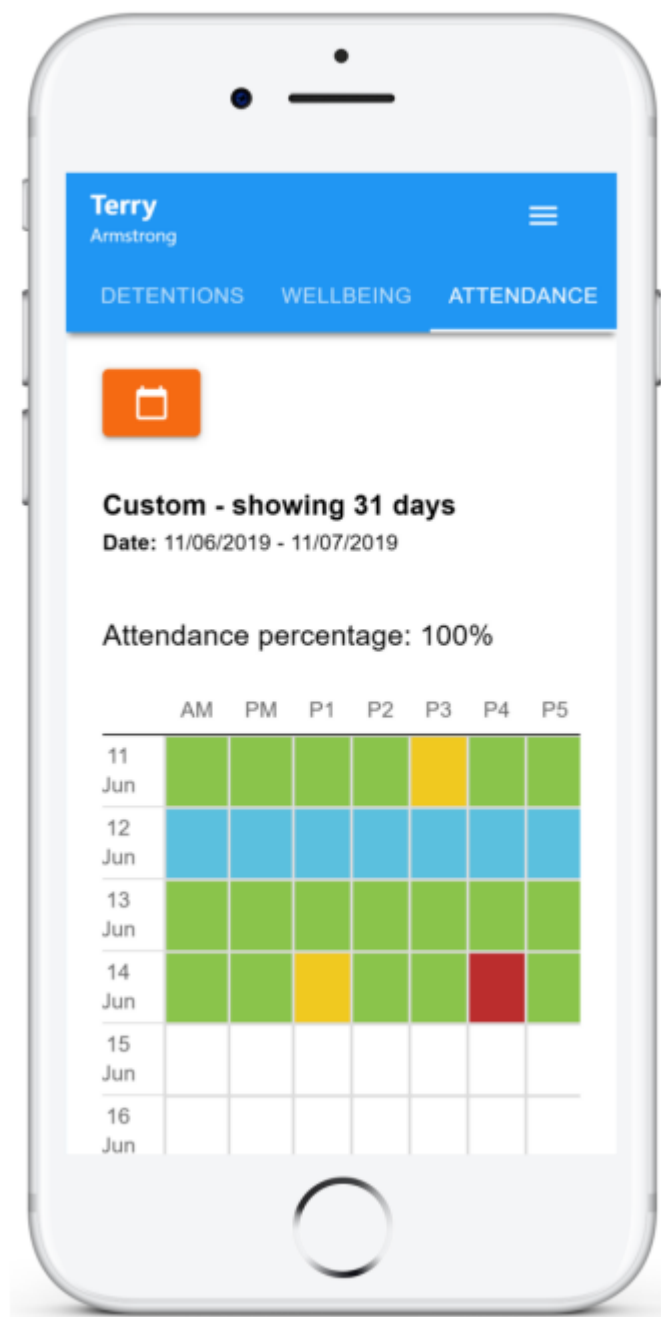 Terry
Armstrong
DETENTIONS WELLBEING ATTENDANCE
Custom - showing 31 days
Date: 11/06/2019 - 11/07/2019
Attendance percentage: 100%
AM PM P1 P2 P3 P4 P5
11
Jun
12
Jun
13
Jun
14
Jun
15
Jun
16
Jun